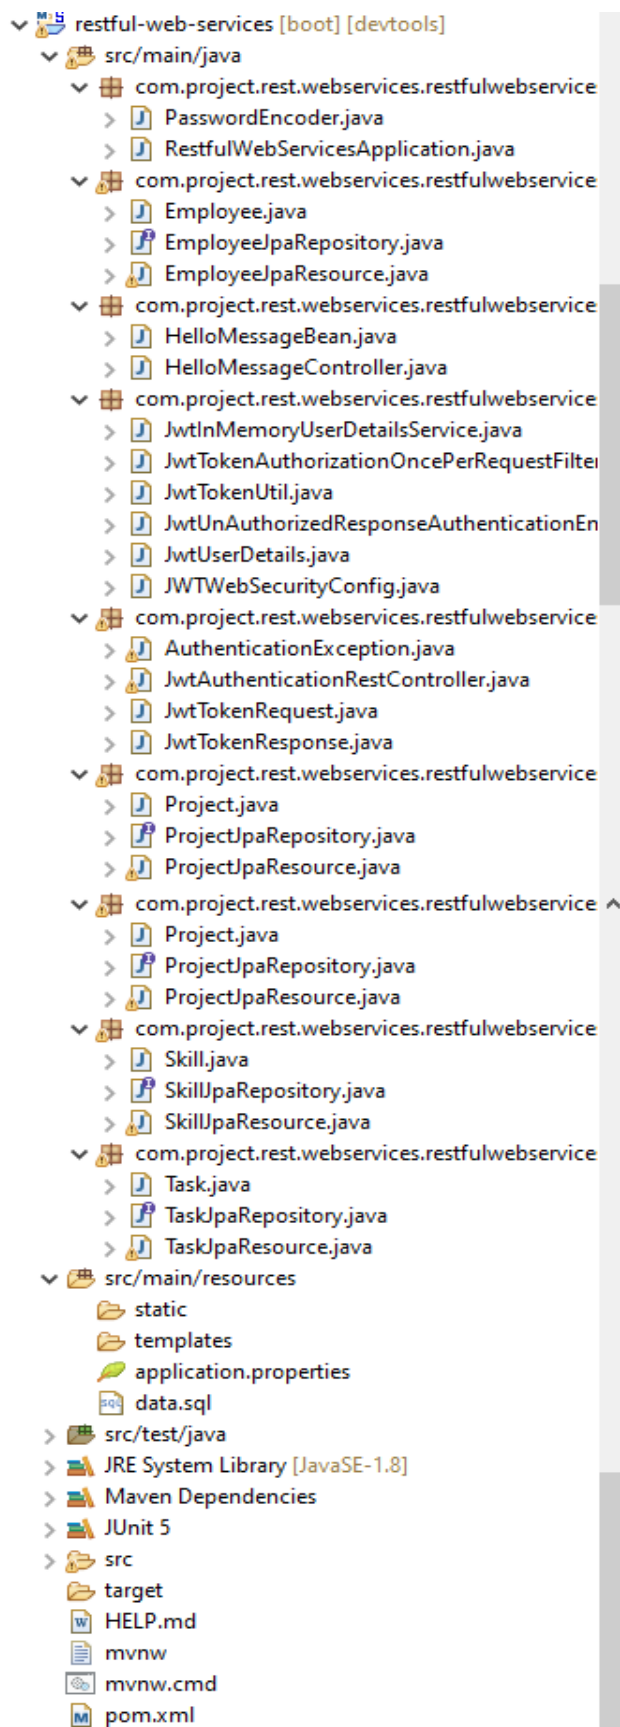 restful-web-services [boot] [devtools]
src/main/java
com.project.rest.webservices.restfulwebservice
PasswordEncoder.java
RestfulWebServicesApplication.java
com.project.rest.webservices.restfulwebservice
Employee.java
EmployeeJpaRepository.java
EmployeeJpaResource.java
com.project.rest.webservices.restfulwebservice
HelloMessageBean.java
HelloMessageController.java
com.project.rest.webservices.restfulwebservice
JwtInMemoryUserDetailsService.java
JwtTokenAuthorizationOncePerRequestFilter
JwtTokenUtil.java
JwtUnAuthorizedResponseAuthenticationEn
JwtUserDetails.java
JWTWebSecurityConfig.java
com.project.rest.webservices.restfulwebservice
AuthenticationException.java
JwtAuthenticationRestController.java
JwtTokenRequest.java
JwtTokenResponse.java
com.project.rest.webservices.restfulwebservice
Project.java
ProjectJpaRepository.java
ProjectJpaResource.java
com.project.rest.webservices.restfulwebservice
Project.java
ProjectJpaRepository.java
ProjectJpaResource.java
com.project.rest.webservices.restfulwebservice
Skill.java
SkillJpaRepository.java
SkillJpaResource.java
com.project.rest.webservices.restfulwebservice
Task.java
TaskJpaRepository.java
TaskJpaResource.java
src/main/resources
static
templates
application.properties
data.sql
src/test/java
JRE System Library [JavaSE-1.8]
Maven Dependencies
JUnit 5
src
target
HELP.md
mvnw
mvnw.cmd
pom.xml